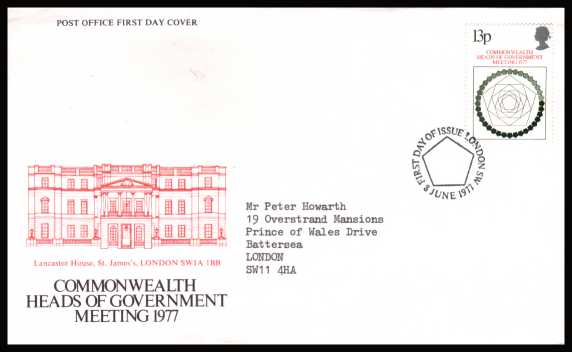 POST OFFICE FIRST DAY COVER
13p
COMMONWEALTH
HEADS OF GOVERNMENT
MEETING 1977
FIRST DAY OF ISSUE LONDON SW
8 JUNE 1977
Mr Peter Howarth
19 Overstrand Mansions
Prince of Wales Drive
Battersea
LONDON
SW11 4HA
Lancaster House, St. James's, LONDON SW1A 1BB
COMMONWEALTH
HEADS OF GOVERNMENT
MEETING 1977